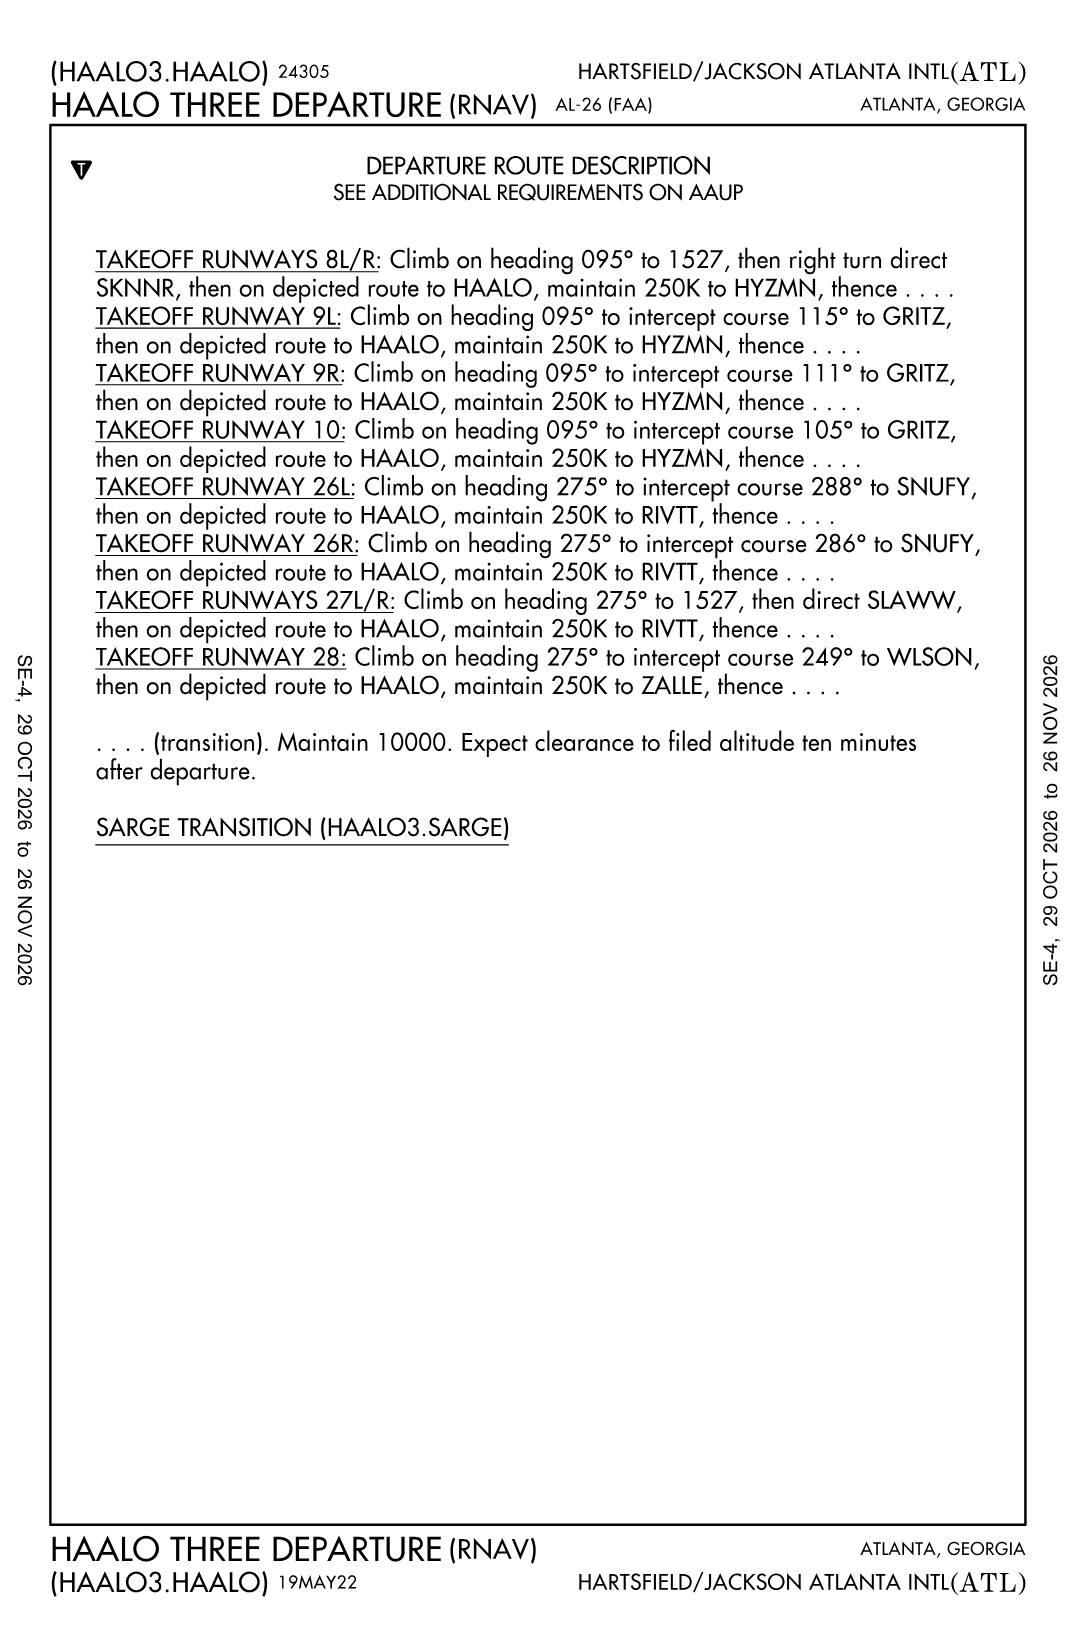 (HAALO3.HAALO) 24305 HARTSFIELD/JACKSON ATLANTA INTL(ATL)
HAALO THREE DEPARTURE (RNAV) AL-26 (FAA) ATLANTA, GEORGIA
T
DEPARTURE ROUTE DESCRIPTION
SEE ADDITIONAL REQUIREMENTS ON AAUP
TAKEOFF RUNWAYS 8L/R: Climb on heading 095° to 1527, then right turn direct
SKNNR, then on depicted route to HAALO, maintain 250K to HYZMN, thence . . . .
TAKEOFF RUNWAY 9L: Climb on heading 095° to intercept course 115° to GRITZ,
then on depicted route to HAALO, maintain 250K to HYZMN, thence . . . .
TAKEOFF RUNWAY 9R: Climb on heading 095° to intercept course 111° to GRITZ,
then on depicted route to HAALO, maintain 250K to HYZMN, thence . . . .
TAKEOFF RUNWAY 10: Climb on heading 095° to intercept course 105° to GRITZ,
then on depicted route to HAALO, maintain 250K to HYZMN, thence . . . .
TAKEOFF RUNWAY 26L: Climb on heading 275° to intercept course 288° to SNUFY,
then on depicted route to HAALO, maintain 250K to RIVTT, thence . . . .
TAKEOFF RUNWAY 26R: Climb on heading 275° to intercept course 286° to SNUFY,
then on depicted route to HAALO, maintain 250K to RIVTT, thence . . . .
TAKEOFF RUNWAYS 27L/R: Climb on heading 275° to 1527, then direct SLAWW,
then on depicted route to HAALO, maintain 250K to RIVTT, thence . . . .
TAKEOFF RUNWAY 28: Climb on heading 275° to intercept course 249° to WLSON,
then on depicted route to HAALO, maintain 250K to ZALLE, thence . . . .
. . . . (transition). Maintain 10000. Expect clearance to filed altitude ten minutes
after departure.
SARGE TRANSITION (HAALO3.SARGE)
SE-4, 29 OCT 2026 to 26 NOV 2026
SE-4, 29 OCT 2026 to 26 NOV 2026
HAALO THREE DEPARTURE (RNAV) ATLANTA, GEORGIA
(HAALO3.HAALO) 19MAY22 HARTSFIELD/JACKSON ATLANTA INTL(ATL)